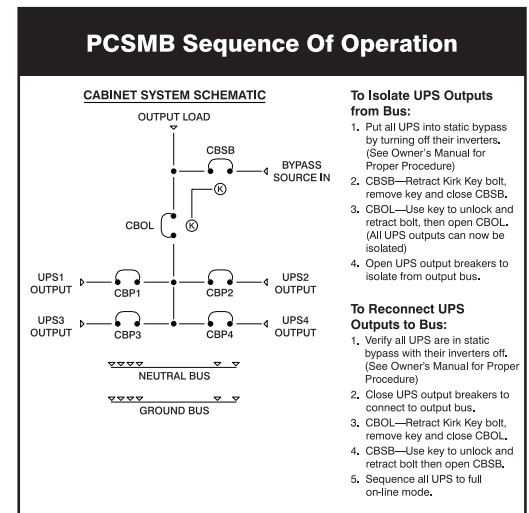 PCSMB Sequence Of Operation
CABINET SYSTEM SCHEMATIC
OUTPUT LOAD
CBSB
BYPASS
SOURCE IN
K
CBOL
K
UPS1
OUTPUT
CBP1
CBP2
UPS2
OUTPUT
UPS3
OUTPUT
CBP3
CBP4
UPS4
OUTPUT
NEUTRAL BUS
GROUND BUS
To Isolate UPS Outputs
from Bus:
1. Put all UPS into static bypass
by turning off their inverters.
(See Owner's Manual for
Proper Procedure)
2. CBSB—Retract Kirk Key bolt,
remove key and close CBSB.
3. CBOL—Use key to unlock and
retract bolt, then open CBOL.
(All UPS outputs can now be
isolated)
4. Open UPS output breakers to
isolate from output bus.
To Reconnect UPS
Outputs to Bus:
1. Verify all UPS are in static
bypass with their inverters off.
(See Owner's Manual for Proper
Procedure)
2. Close UPS output breakers to
connect to output bus.
3. CBOL—Retract Kirk Key bolt,
remove key and close CBOL.
4. CBSB—Use key to unlock and
retract bolt then open CBSB.
5. Sequence all UPS to full
on-line mode.